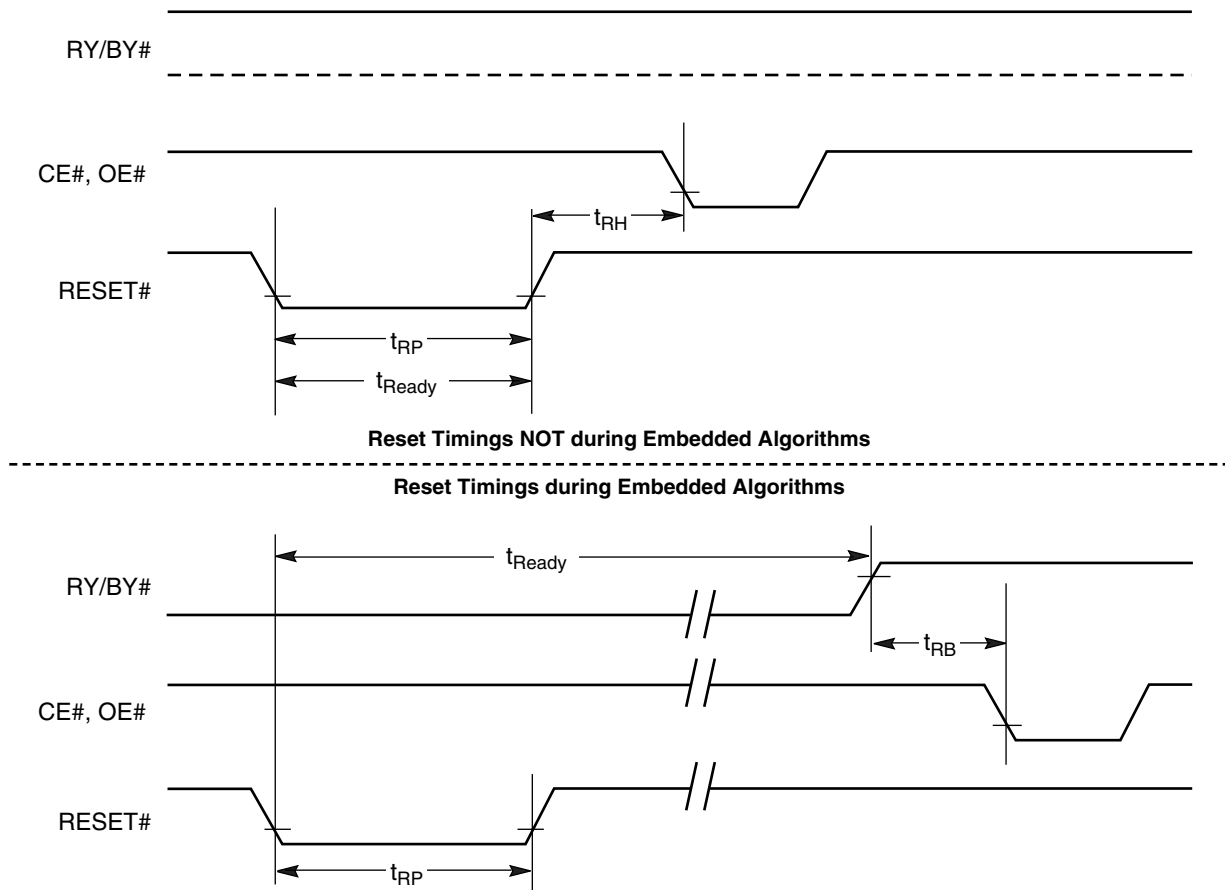 RY/BY#
CE#, OE#
tRH
RESET#
tRP
tReady
Reset Timings NOT during Embedded Algorithms
Reset Timings during Embedded Algorithms
tReady
RY/BY#
tRB
CE#, OE#
RESET#
tRP